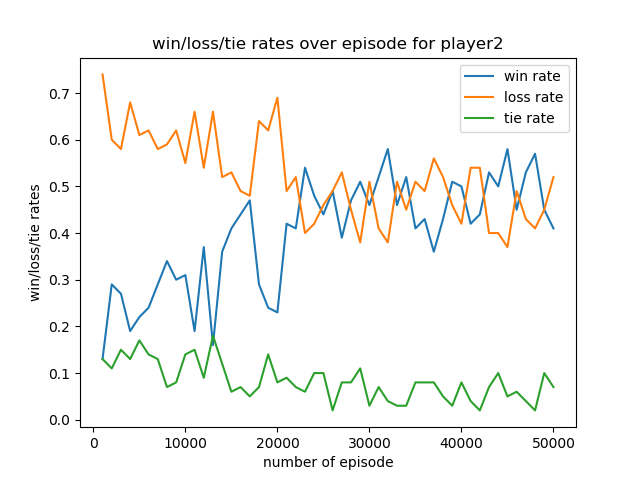 win/loss/tie rates over episode for player2
win rate
loss rate
tie rate
0.7
0.6
0.5
0.4
0.3
0.2
0.1
0.0
win/loss/tie rates
0 10000 20000 30000 40000 50000
number of episode